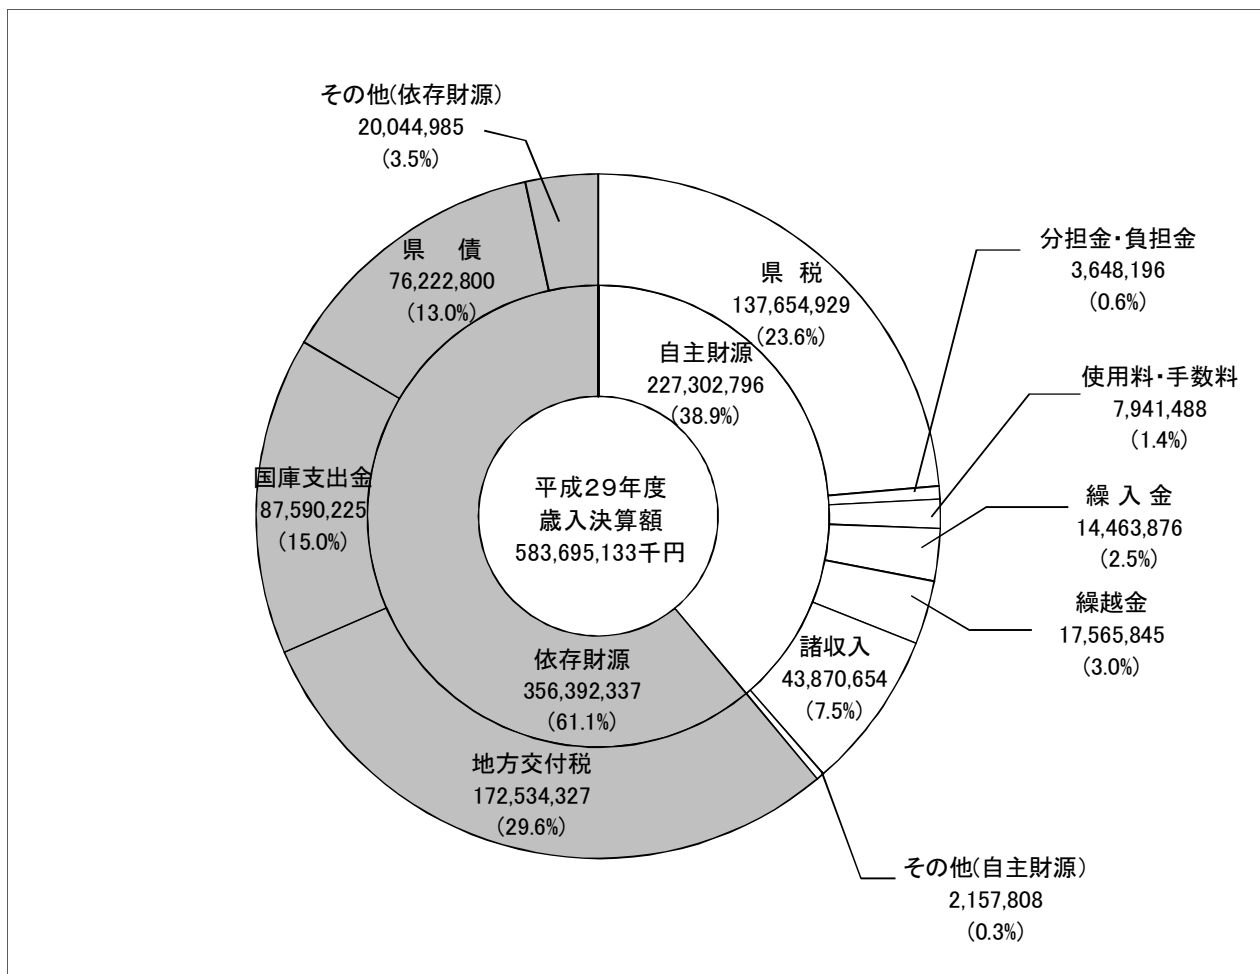 その他(依存財源)
20,044,985
(3.5%)
県　債
76,222,800
(13.0%)
県 税
137,654,929
(23.6%)
分担金・負担金
3,648,196
(0.6%)
自主財源
227,302,796
(38.9%)
使用料・手数料
7,941,488
(1.4%)
国庫支出金
87,590,225
(15.0%)
平成29年度
歳入決算額
583,695,133千円
繰 入 金
14,463,876
(2.5%)
繰越金
17,565,845
(3.0%)
諸収入
43,870,654
(7.5%)
依存財源
356,392,337
(61.1%)
地方交付税
172,534,327
(29.6%)
その他(自主財源)
2,157,808
(0.3%)